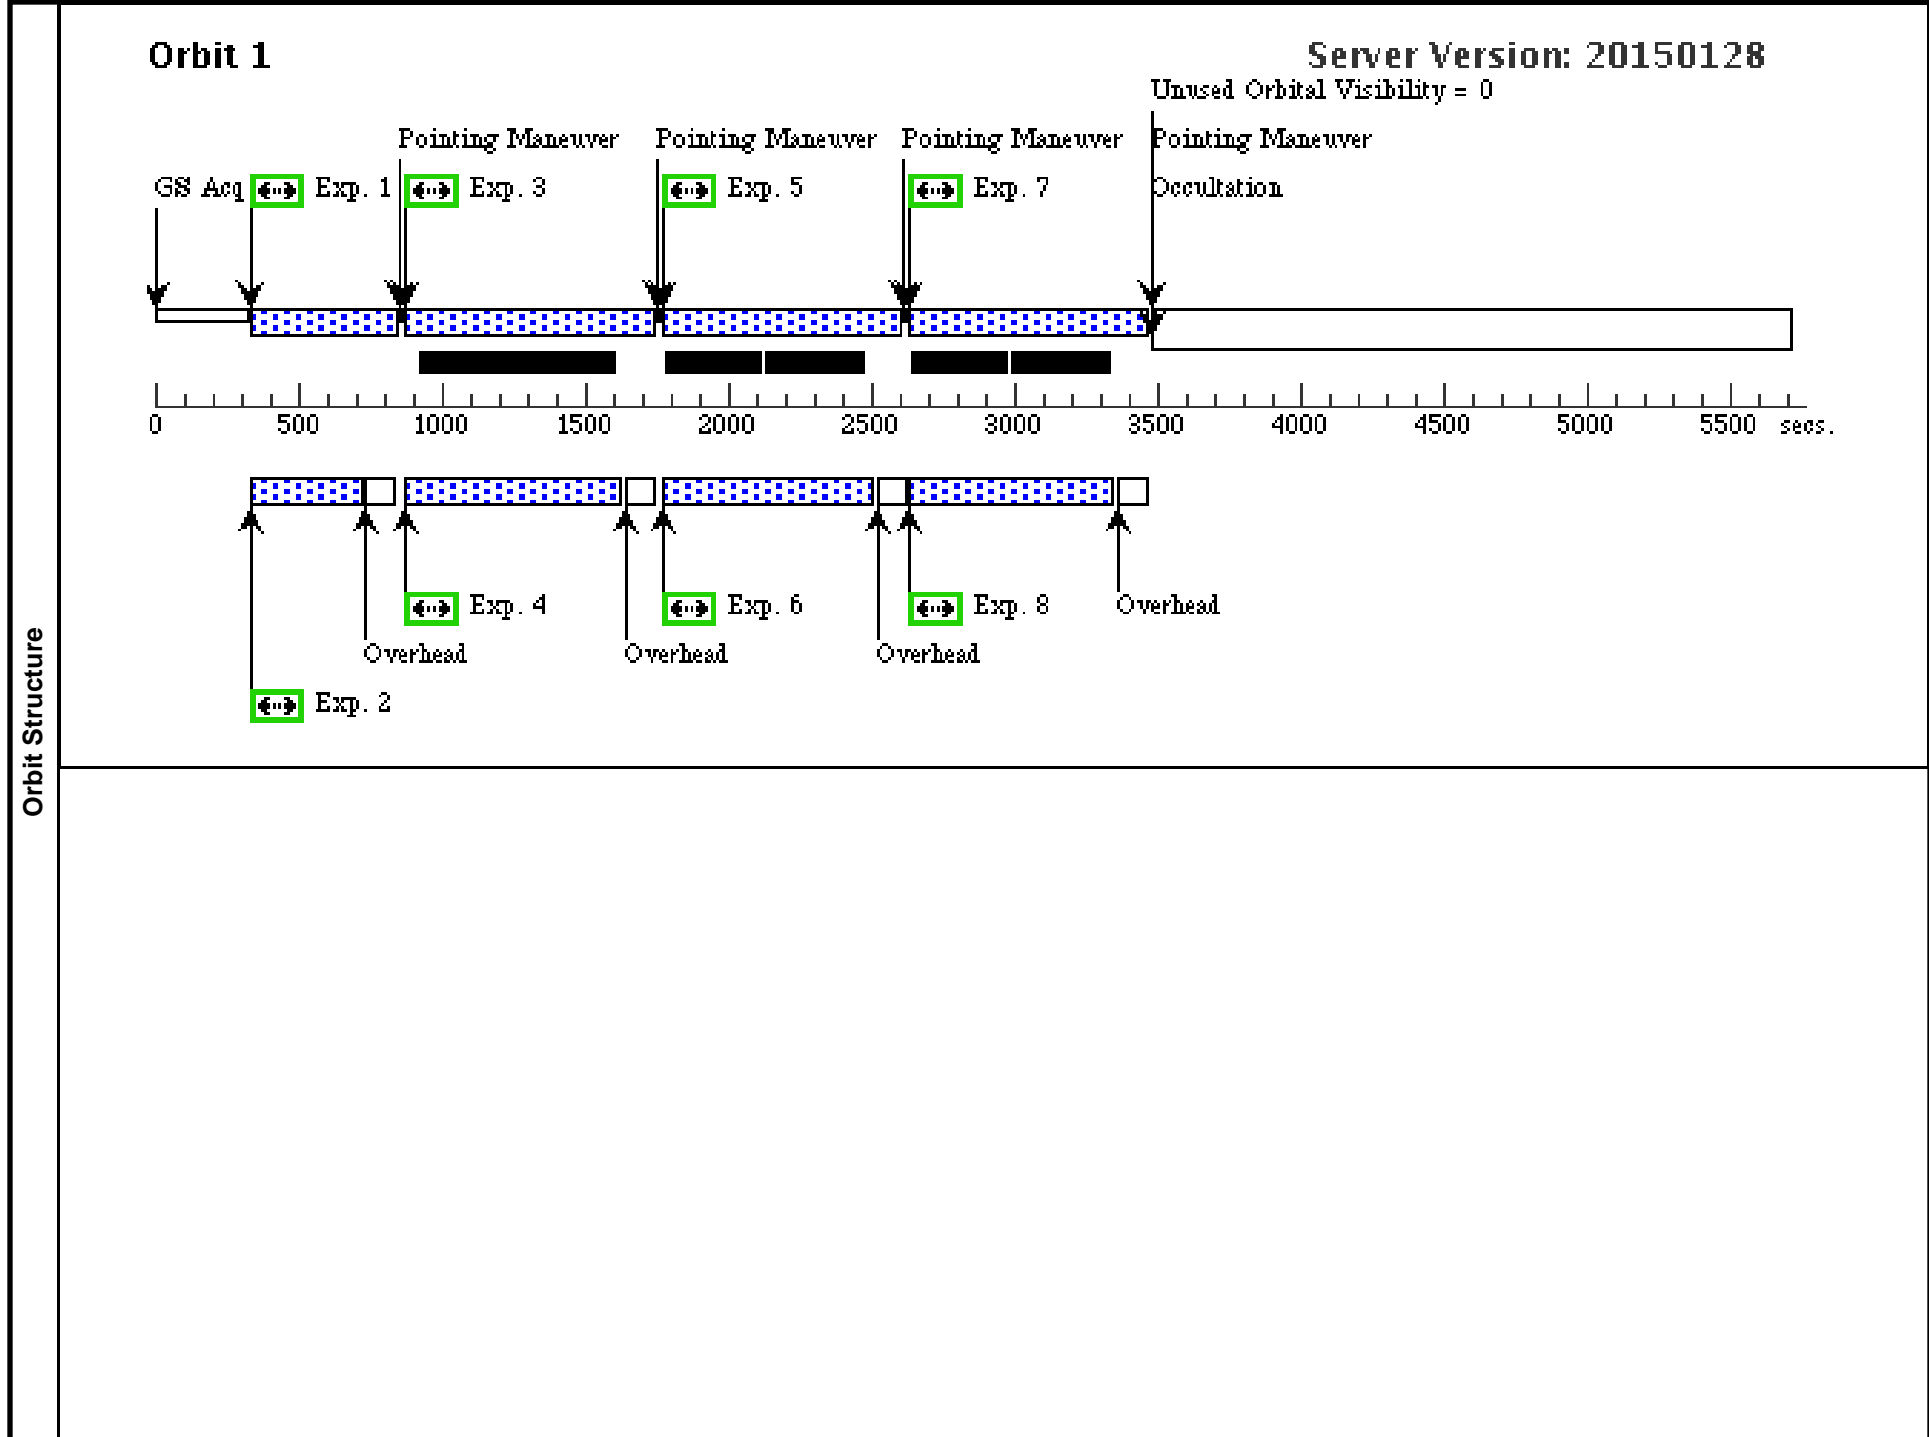 Orbit 1
Server Version: 20150128
Unused Orbital Visibility = 0
Pointing Maneuver
Pointing Maneuver
Pointing Maneuver
Pointing Maneuver
GS Acq
Exp. 1
Exp. 3
Exp. 5
Exp. 7
Occultation
0 500 1000 1500 2000 2500 3000 3500 4000 4500 5000 5500 secs.
Exp. 4
Exp. 6
Exp. 8
Overhead
Overhead
Overhead
Overhead
Exp. 2
Orbit Structure